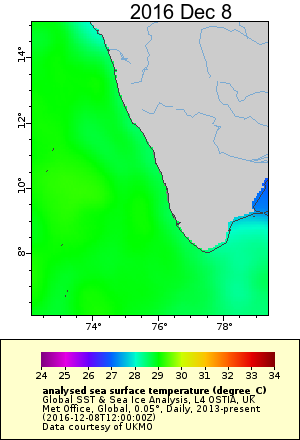 2016 Dec 8
14°
12°
10°
8°
74°
76°
78°
24 25 26 27 28 29 30 31 32 33 34
analysed sea surface temperature (degree_C)
Global SST & Sea Ice Analysis, L4 OSTIA, UK
Met Office, Global, 0.05°, Daily, 2013-present
(2016-12-08T12:00:00Z)
Data courtesy of UKMO